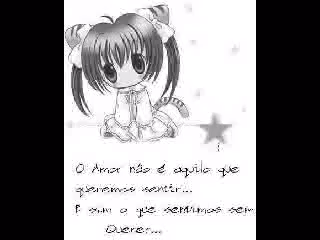 O Amor não é aquilo que
queremos sentir...
E sim o que sentimos sem
Querer...